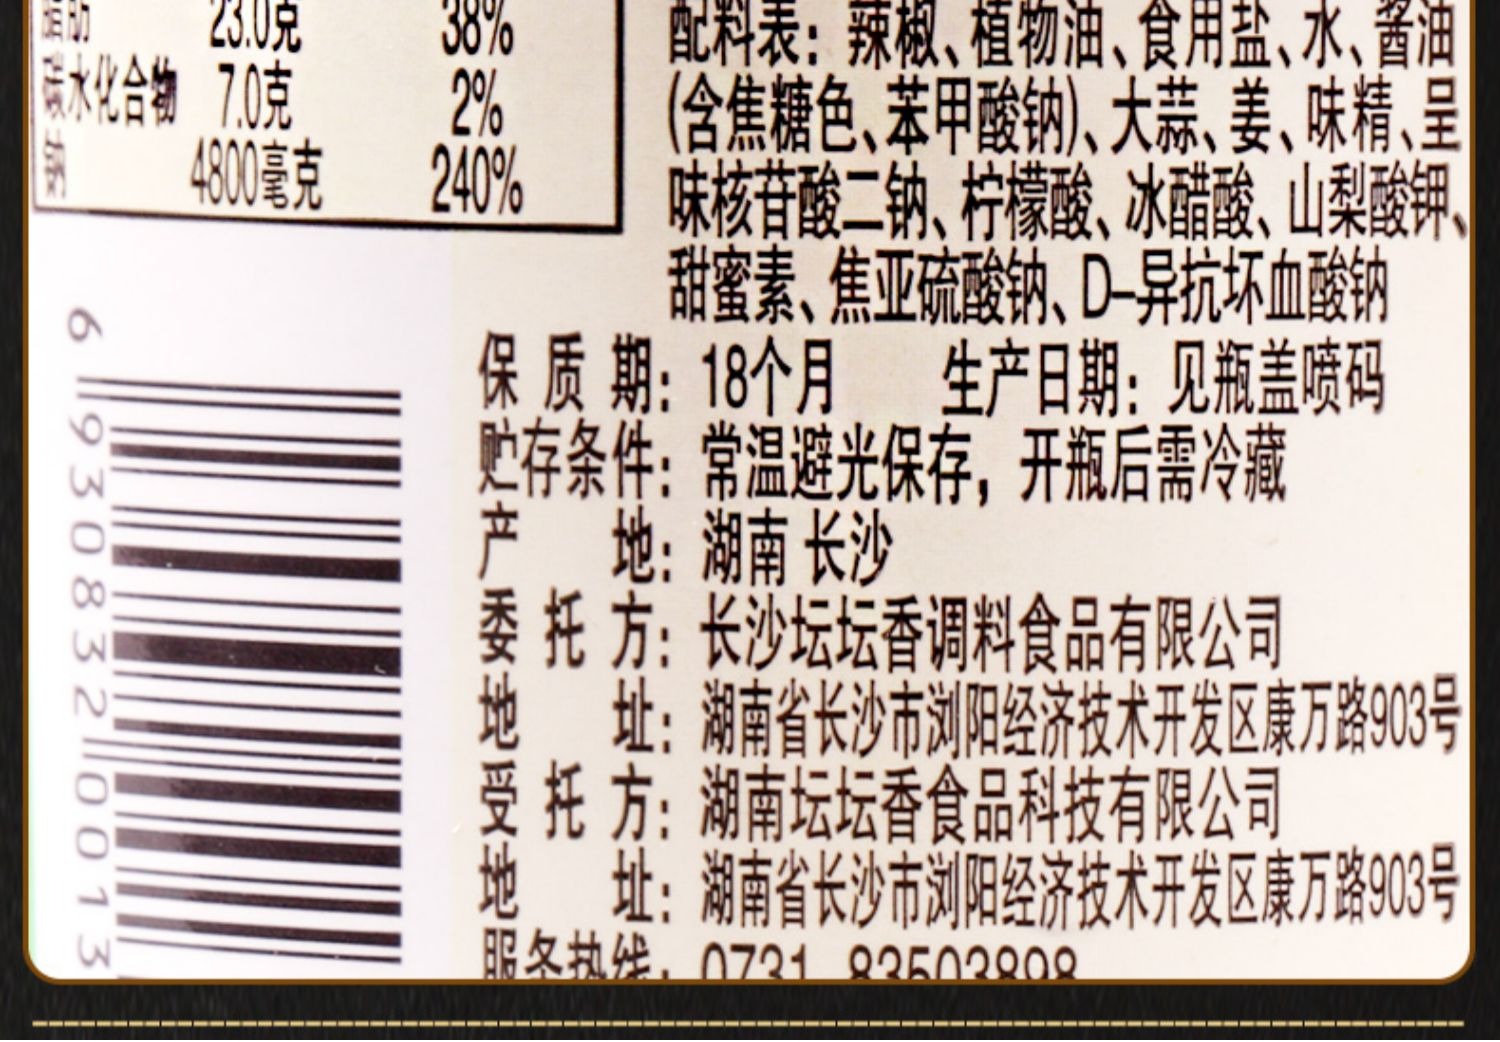 脂肪 23.0克 38%
碳水化合物 7.0克 2%
钠 4800毫克 240%
配料表：辣椒、植物油、食用盐、水、酱油
(含焦糖色、苯甲酸钠)、大蒜、姜、味精、呈
味核苷酸二钠、柠檬酸、冰醋酸、山梨酸钾、
甜蜜素、焦亚硫酸钠、D-异抗坏血酸钠
保质期：18个月 生产日期：见瓶盖喷码
贮存条件：常温避光保存，开瓶后需冷藏
产地：湖南 长沙
委托方：长沙坛坛香调料食品有限公司
地址：湖南省长沙市浏阳经济技术开发区康万路903号
受托方：湖南坛坛香食品科技有限公司
地址：湖南省长沙市浏阳经济技术开发区康万路903号
服务热线：0731-83503898
6 930832 0013